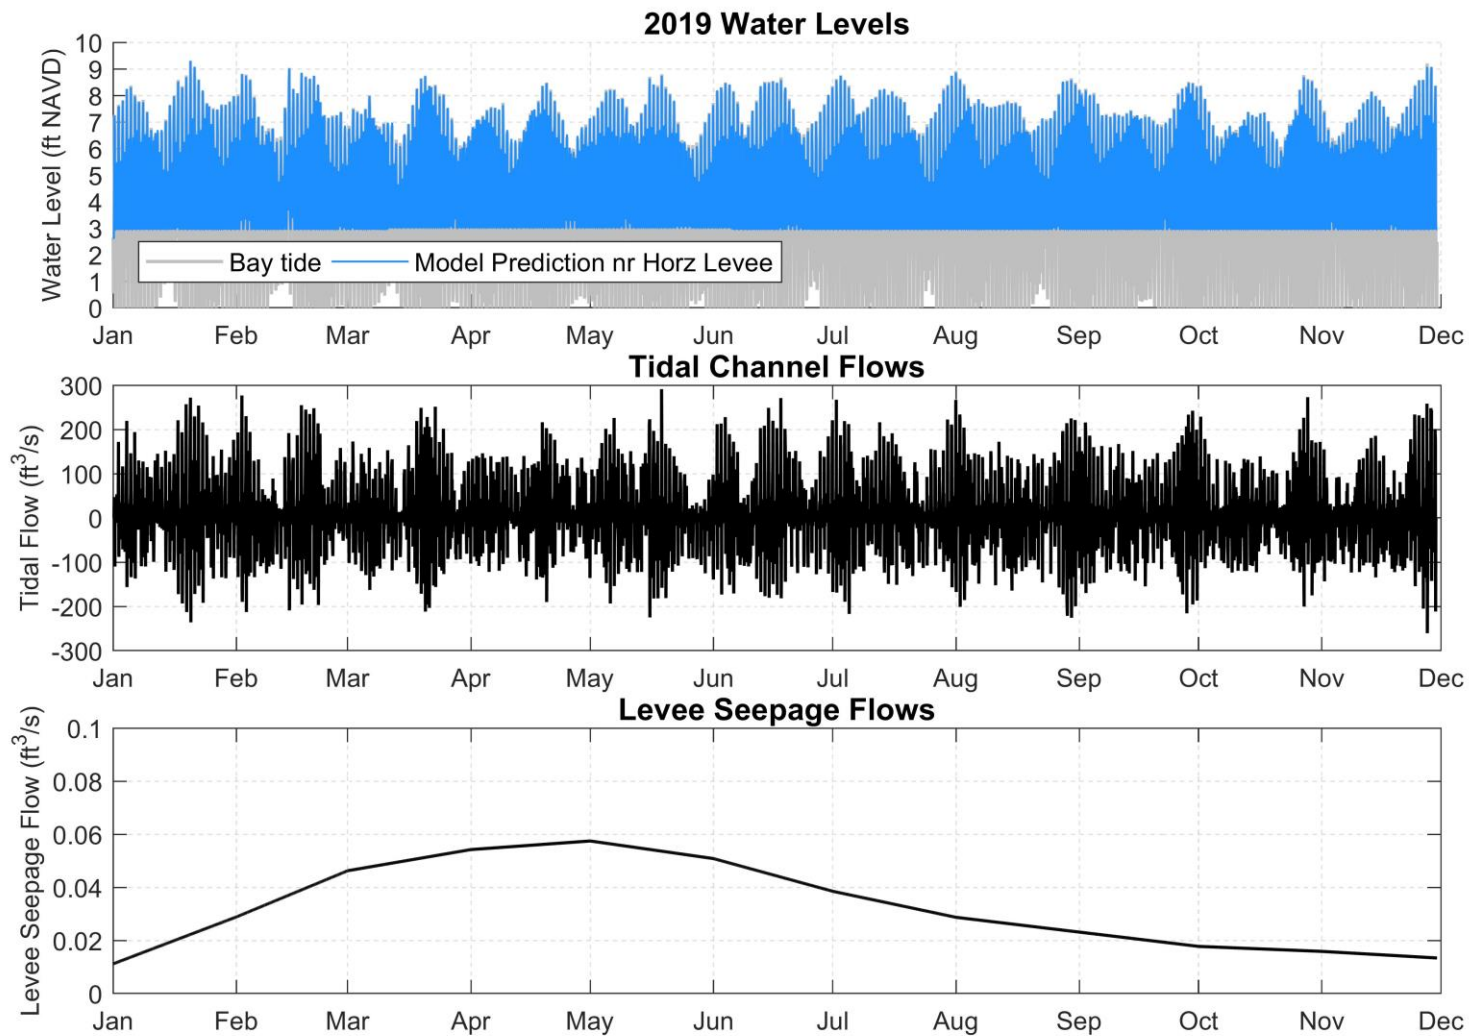 2019 Water Levels
Water Level (ft NAVD)
10
9
8
7
6
5
4
3
2
1
0
Bay tide
Model Prediction nr Horz Levee
Jan Feb Mar Apr May Jun Jul Aug Sep Oct Nov Dec
Tidal Channel Flows
Tidal Flow (ft³/s)
300
200
100
0
-100
-200
-300
Jan Feb Mar Apr May Jun Jul Aug Sep Oct Nov Dec
Levee Seepage Flows
Levee Seepage Flow (ft³/s)
0.1
0.08
0.06
0.04
0.02
0
Jan Feb Mar Apr May Jun Jul Aug Sep Oct Nov Dec